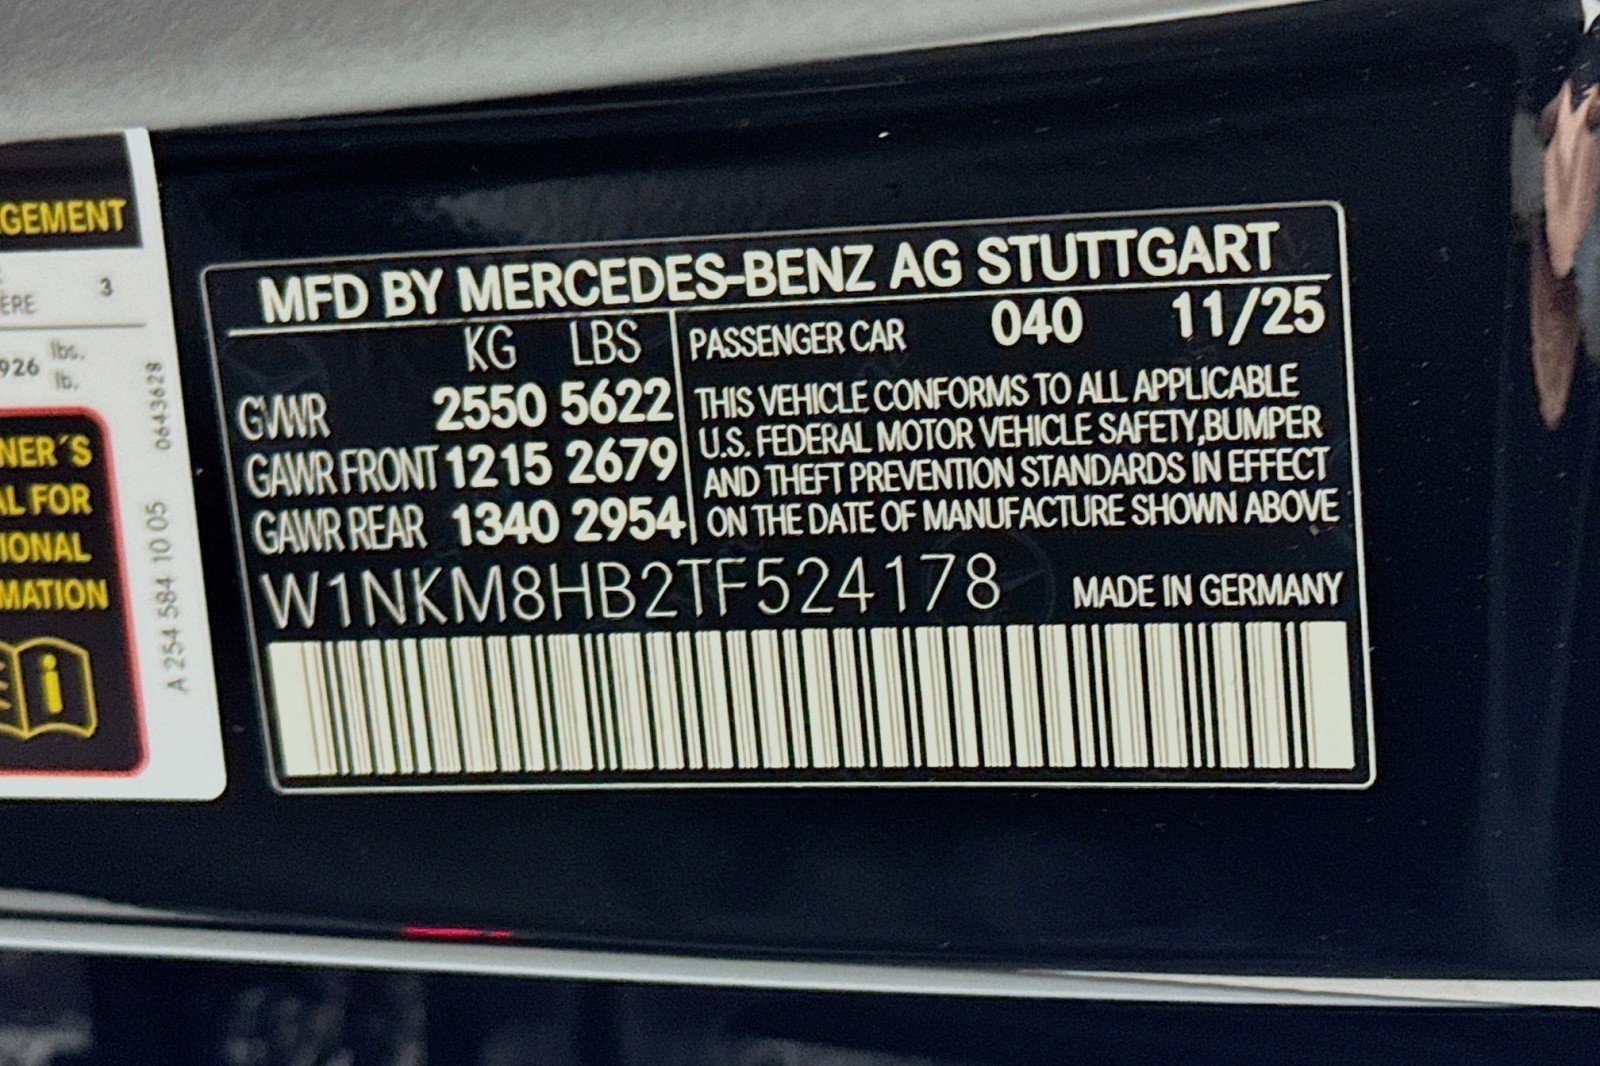 GEMENT
ERE 3
926 lbs.
lb.
NER´S
AL FOR
IONAL
MATION
A 254 584 10 05 0643628
MFD BY MERCEDES-BENZ AG STUTTGART
KG LBS
GVWR 2550 5622
GAWR FRONT 1215 2679
GAWR REAR 1340 2954
PASSENGER CAR 040 11/25
THIS VEHICLE CONFORMS TO ALL APPLICABLE
U.S. FEDERAL MOTOR VEHICLE SAFETY,BUMPER
AND THEFT PREVENTION STANDARDS IN EFFECT
ON THE DATE OF MANUFACTURE SHOWN ABOVE
W1NKM8HB2TF524178 MADE IN GERMANY